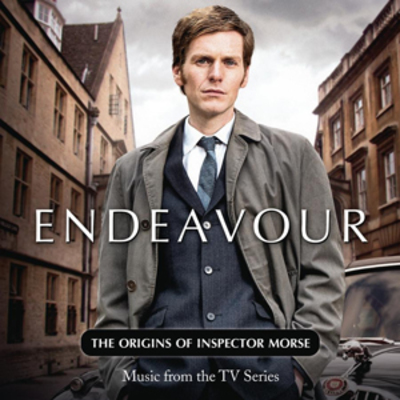 ENDEAVOUR
THE ORIGINS OF INSPECTOR MORSE
Music from the TV Series